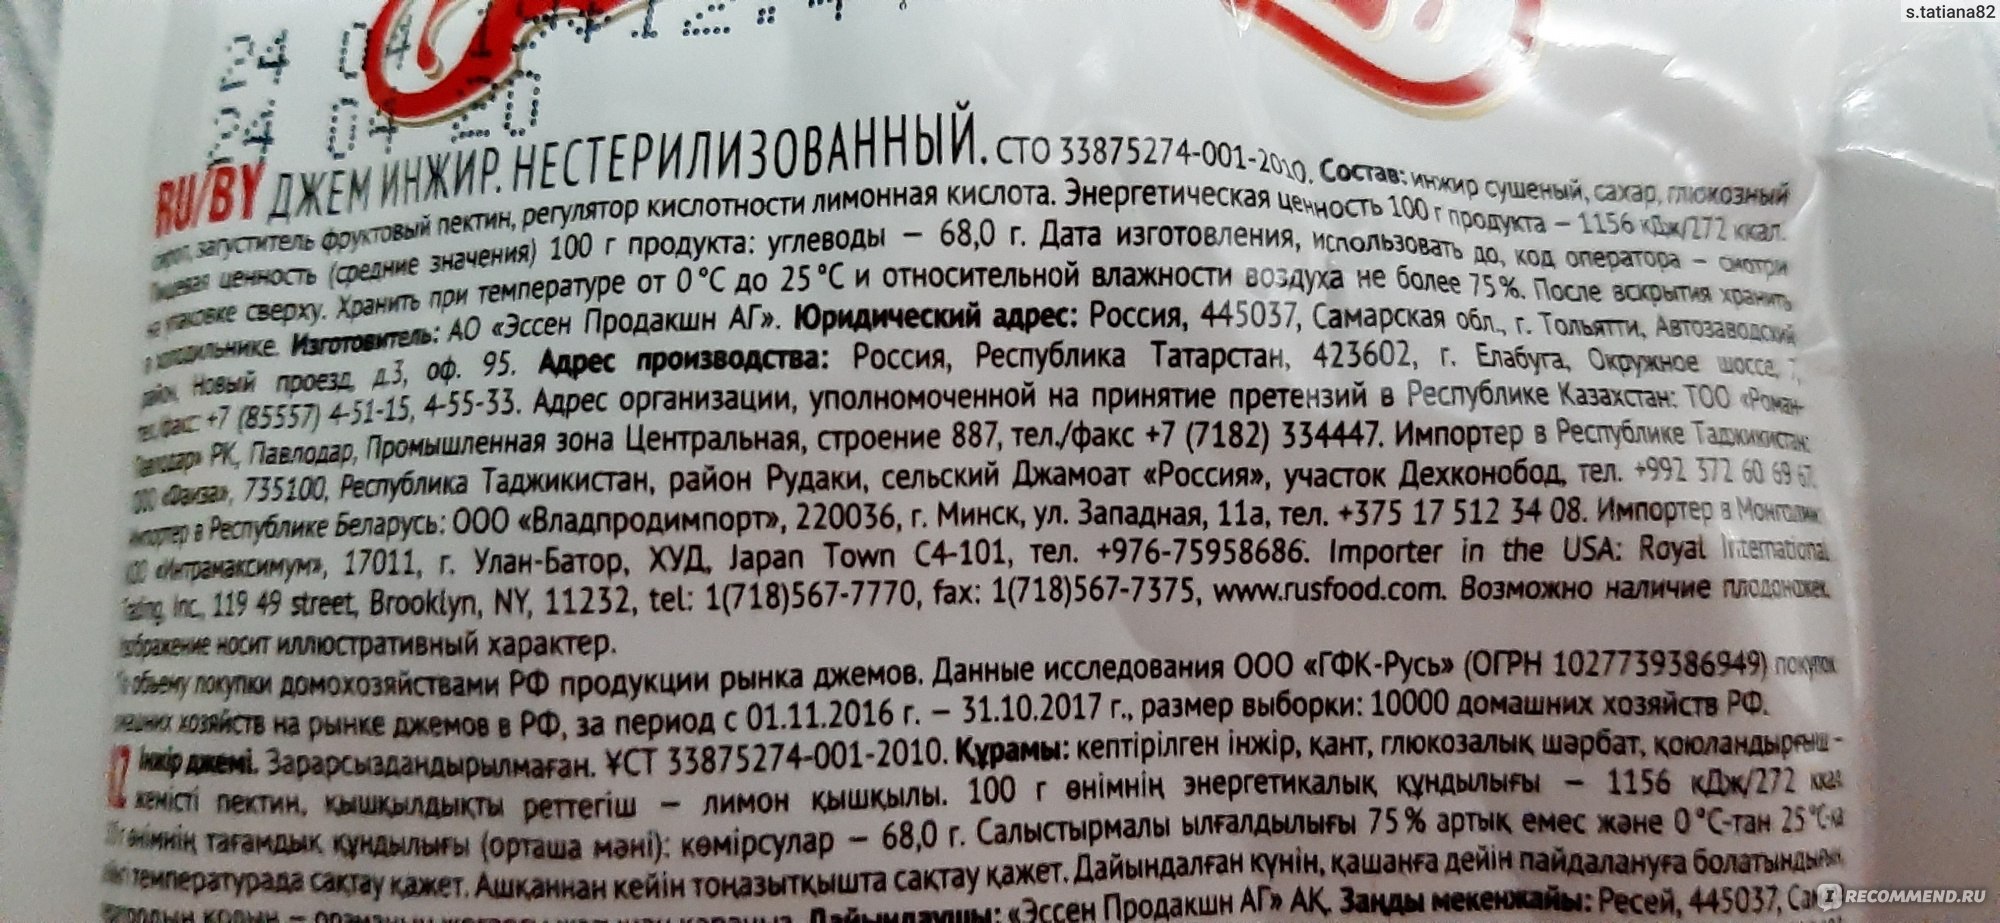 s.tatiana82
24 04
24 04 20
RU/BY ДЖЕМ ИНЖИР. НЕСТЕРИЛИЗОВАННЫЙ. СТО 33875274-001-2010. Состав: инжир сушеный, сахар, глюкозный
сироп, загуститель фруктовый пектин, регулятор кислотности лимонная кислота. Энергетическая ценность 100 г продукта – 1156 кДж/272 ккал.
Пищевая ценность (средние значения) 100 г продукта: углеводы – 68,0 г. Дата изготовления, использовать до, код оператора – смотри
на упаковке сверху. Хранить при температуре от 0 °С до 25 °С и относительной влажности воздуха не более 75%. После вскрытия хранить
в холодильнике. Изготовитель: АО «Эссен Продакшн АГ». Юридический адрес: Россия, 445037, Самарская обл., г. Тольятти, Автозаводский
район, Новый проезд, д.3, оф. 95. Адрес производства: Россия, Республика Татарстан, 423602, г. Елабуга, Окружное шоссе, 7,
тел./факс: +7 (85557) 4-51-15, 4-55-33. Адрес организации, уполномоченной на принятие претензий в Республике Казахстан: ТОО «Роман-
Павлодар» РК, Павлодар, Промышленная зона Центральная, строение 887, тел./факс +7 (7182) 334447. Импортер в Республике Таджикистан:
ООО «Фаиза», 735100, Республика Таджикистан, район Рудаки, сельский Джамоат «Россия», участок Дехконобод, тел. +992 372 60 69 67.
Импортер в Республике Беларусь: ООО «Владпродимпорт», 220036, г. Минск, ул. Западная, 11а, тел. +375 17 512 34 08. Импортер в Монголии:
ООО «Интрамаксимум», 17011, г. Улан-Батор, ХУД, Japan Town C4-101, тел. +976-75958686. Importer in the USA: Royal International
Trading, Inc, 119 49 street, Brooklyn, NY, 11232, tel: 1(718)567-7770, fax: 1(718)567-7375, www.rusfood.com. Возможно наличие плодоножек.
Изображение носит иллюстративный характер.
По объему покупки домохозяйствами РФ продукции рынка джемов. Данные исследования ООО «ГФК-Русь» (ОГРН 1027739386949) покупок
домашних хозяйств на рынке джемов в РФ, за период с 01.11.2016 г. – 31.10.2017 г., размер выборки: 10000 домашних хозяйств РФ.
Інжір джемі. Зарарсыздандырылмаған. ҰСТ 33875274-001-2010. Құрамы: кептірілген інжір, қант, глюкозалық шәрбат, қоюландырғыш -
жемісті пектин, қышқылдықты реттегіш – лимон қышқылы. 100 г өнімнің энергетикалық құндылығы – 1156 кДж/272 ккал.
өнімнің тағамдық құндылығы (орташа мәні): көмірсулар – 68,0 г. Салыстырмалы ылғалдылығы 75% артық емес және 0 °С-тан 25 °С-қа
температурада сақтау қажет. Ашқаннан кейін тоңазытқышта сақтау қажет. Дайындалған күнін, қашанға дейін пайдалануға болатындығын,
«Эссен Продакшн АГ» АҚ. Заңды мекенжайы: Ресей, 445037,
IRECOMMEND.RU